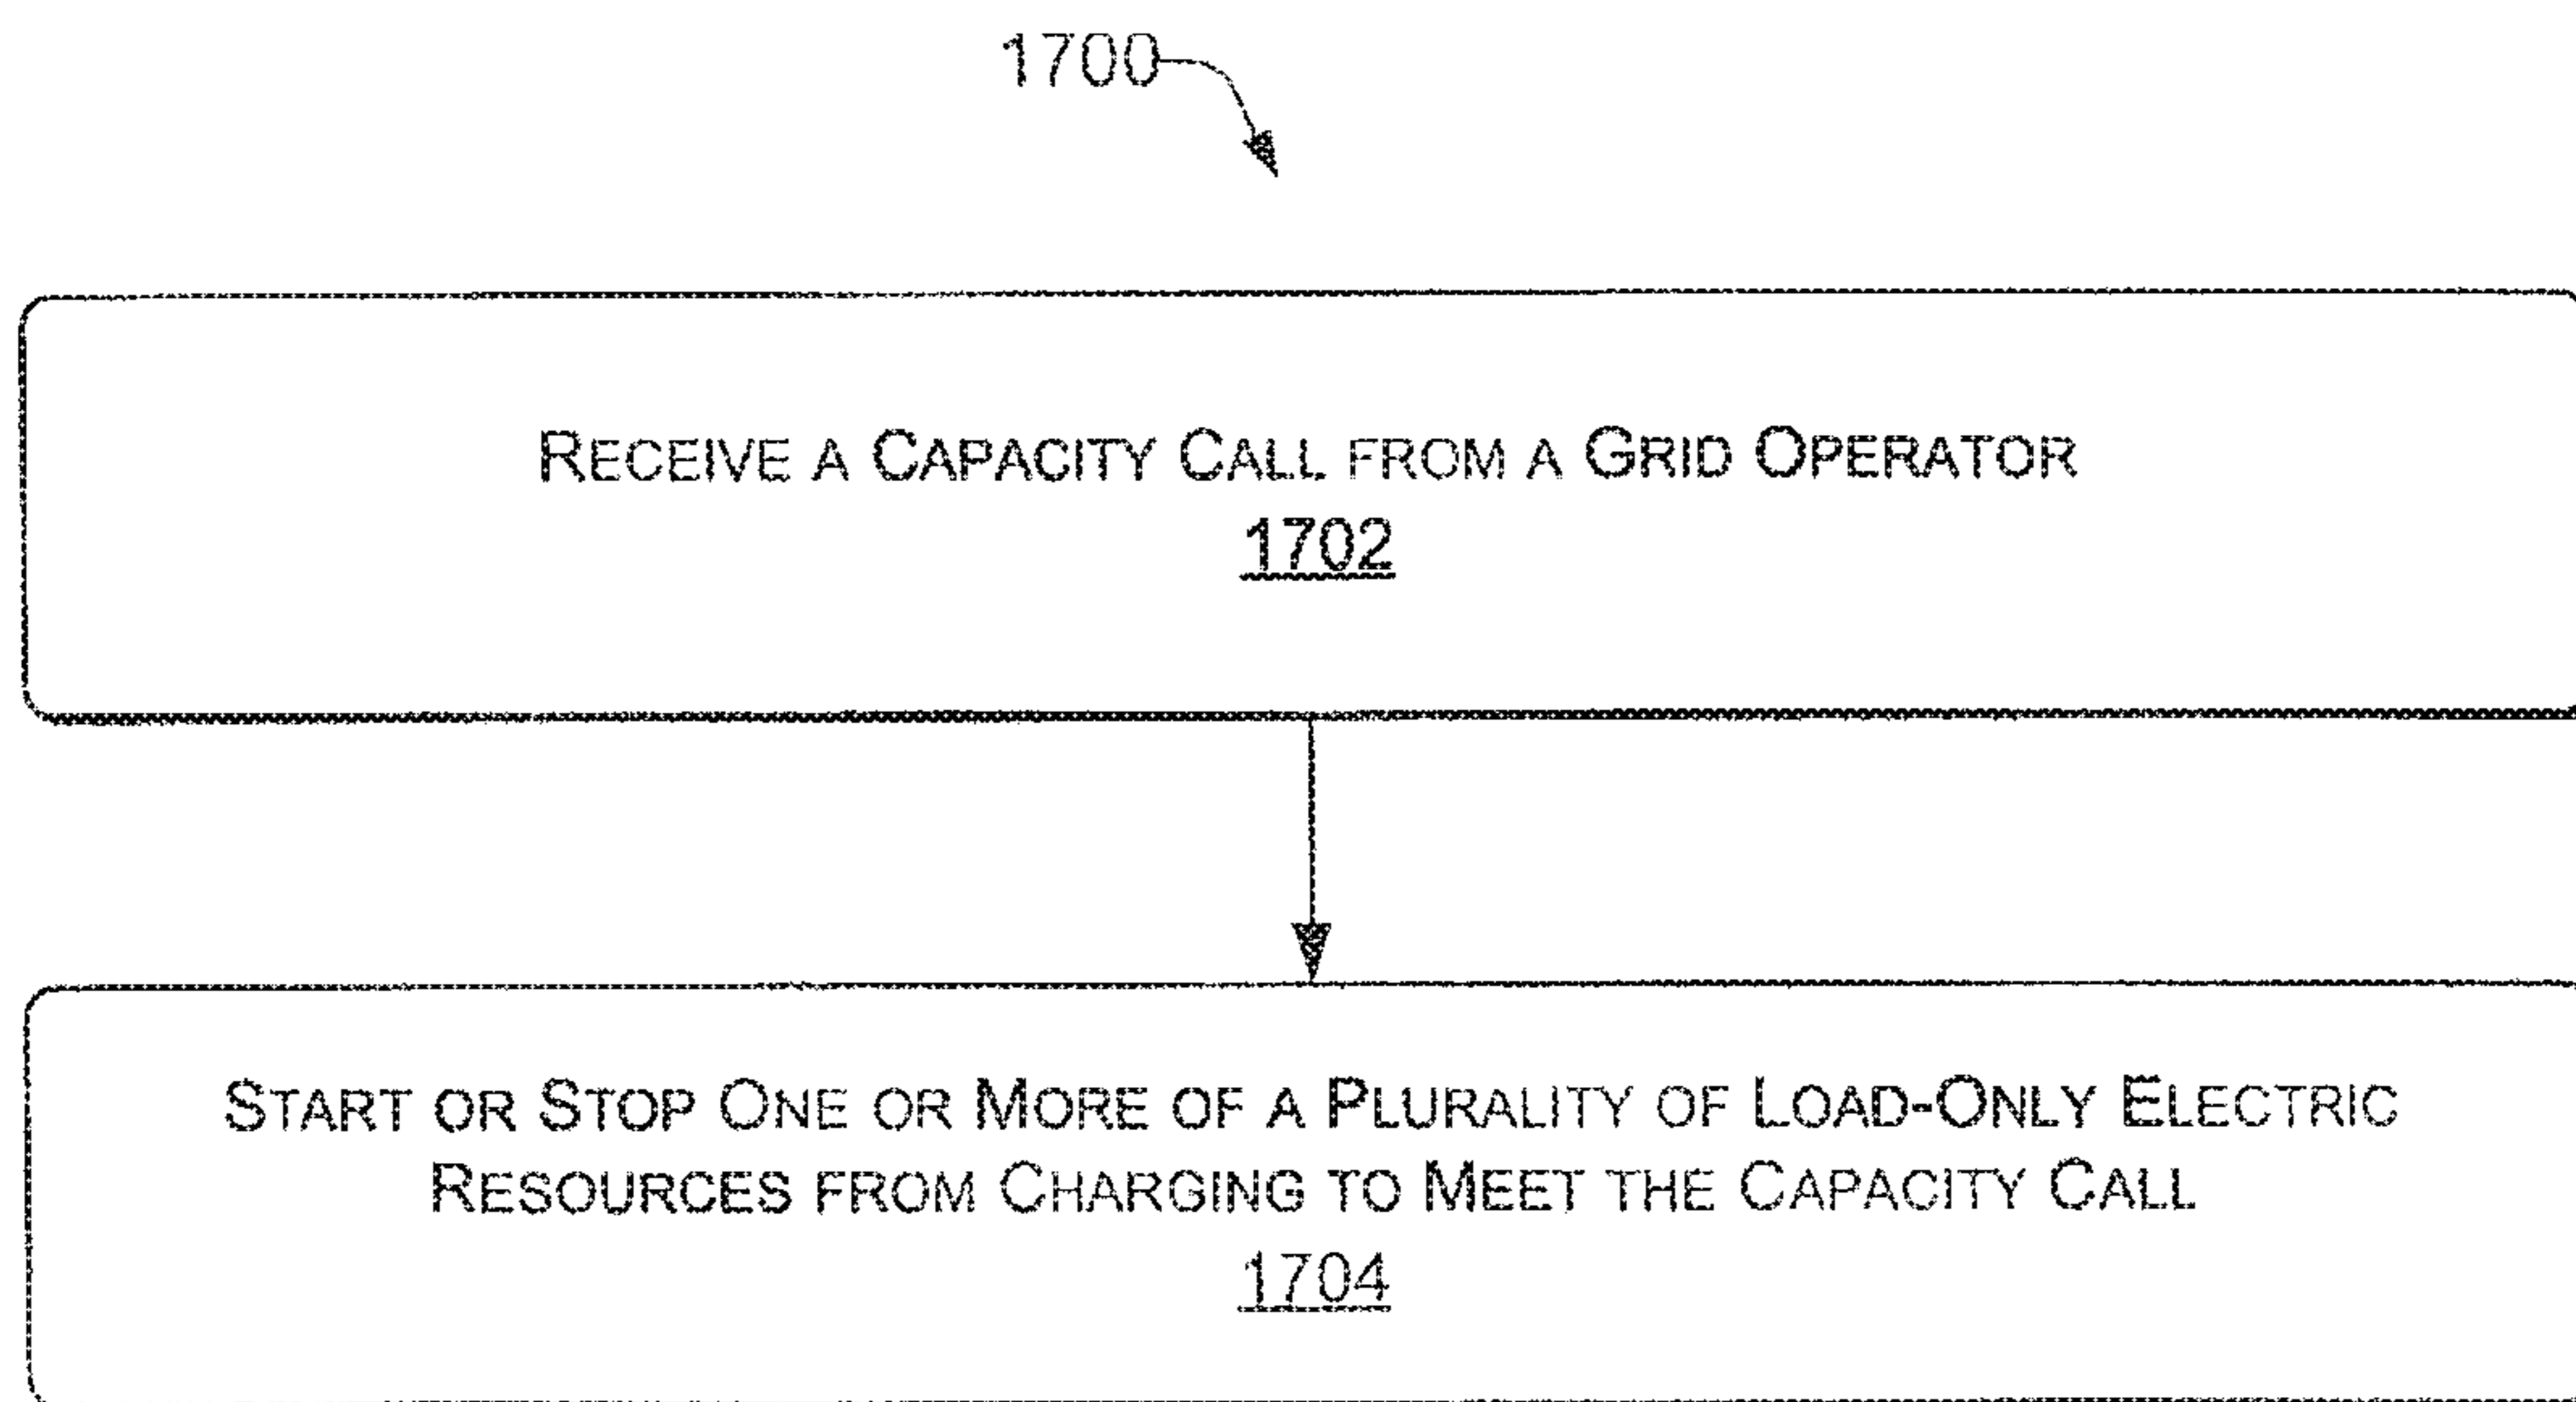 1700
RECEIVE A CAPACITY CALL FROM A GRID OPERATOR
1702
START OR STOP ONE OR MORE OF A PLURALITY OF LOAD-ONLY ELECTRIC
RESOURCES FROM CHARGING TO MEET THE CAPACITY CALL
1704